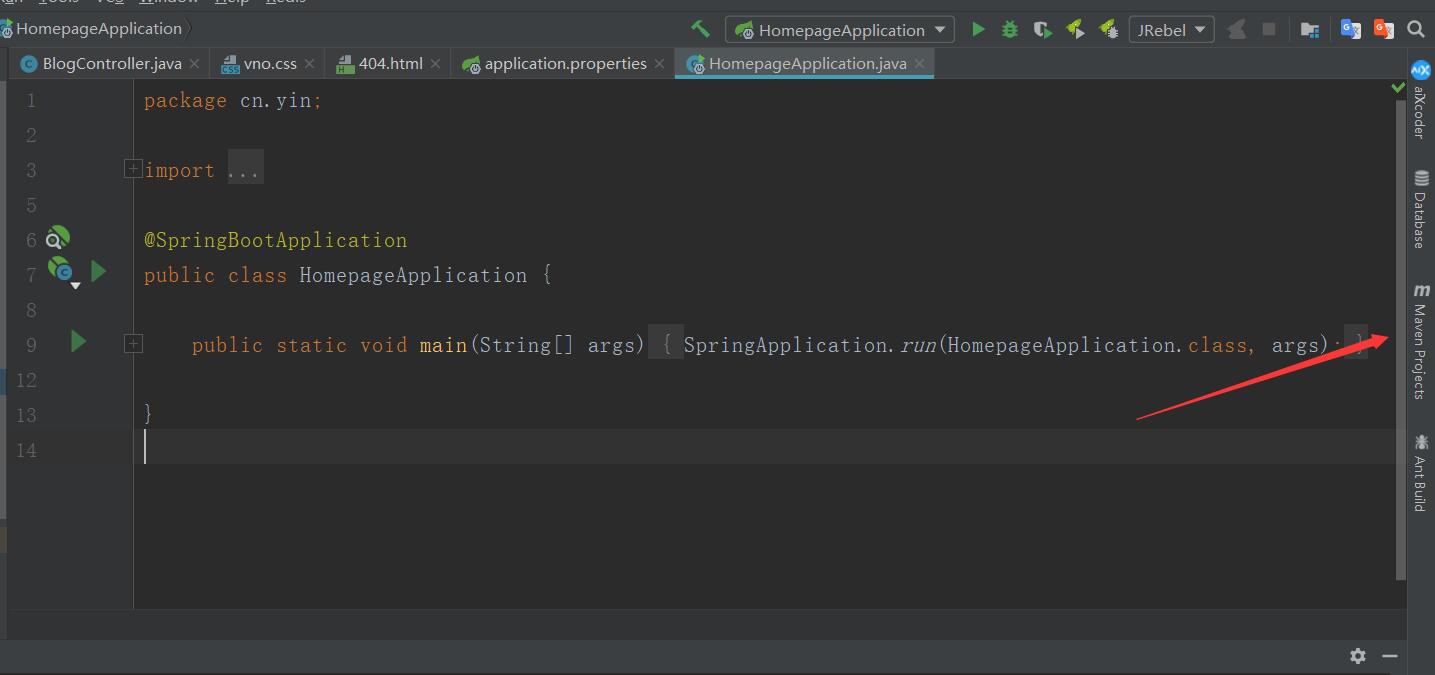 Tools VCS Window Help Redis
HomepageApplication
HomepageApplication
JRebel
BlogController.java
vno.css
404.html
application.properties
HomepageApplication.java
1 package cn.yin;
2
3 import ...
5
6 @SpringBootApplication
7 public class HomepageApplication {
8
9 public static void main(String[] args) { SpringApplication.run(HomepageApplication.class, args); }
12
13 }
14
aiXcoder
Database
Maven Projects
Ant Build